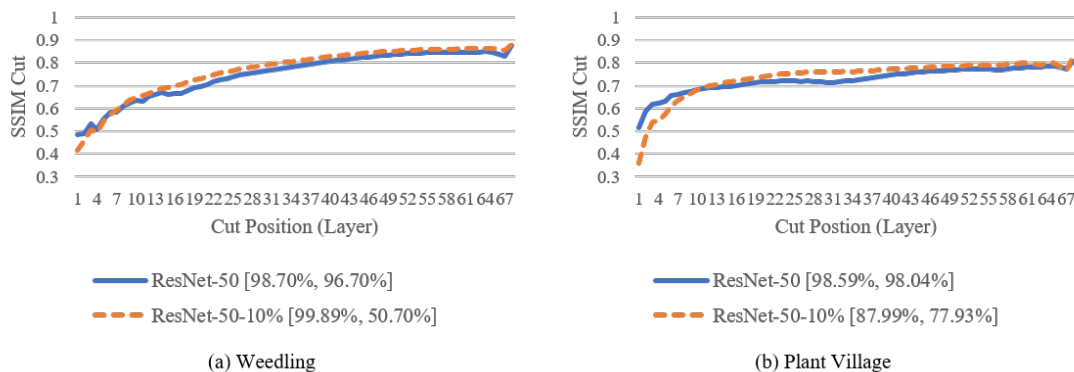 1
0.9
0.8
0.7
0.6
0.5
0.4
0.3
SSIM Cut
1 4 7 10 13 16 19 22 25 28 31 34 37 40 43 46 49 52 55 58 61 64 67
Cut Position (Layer)
ResNet-50 [98.70%, 96.70%]
ResNet-50-10% [99.89%, 50.70%]
(a) Weedling
1
0.9
0.8
0.7
0.6
0.5
0.4
0.3
SSIM Cut
1 4 7 10 13 16 19 22 25 28 31 34 37 40 43 46 49 52 55 58 61 64 67
Cut Postion (Layer)
ResNet-50 [98.59%, 98.04%]
ResNet-50-10% [87.99%, 77.93%]
(b) Plant Village